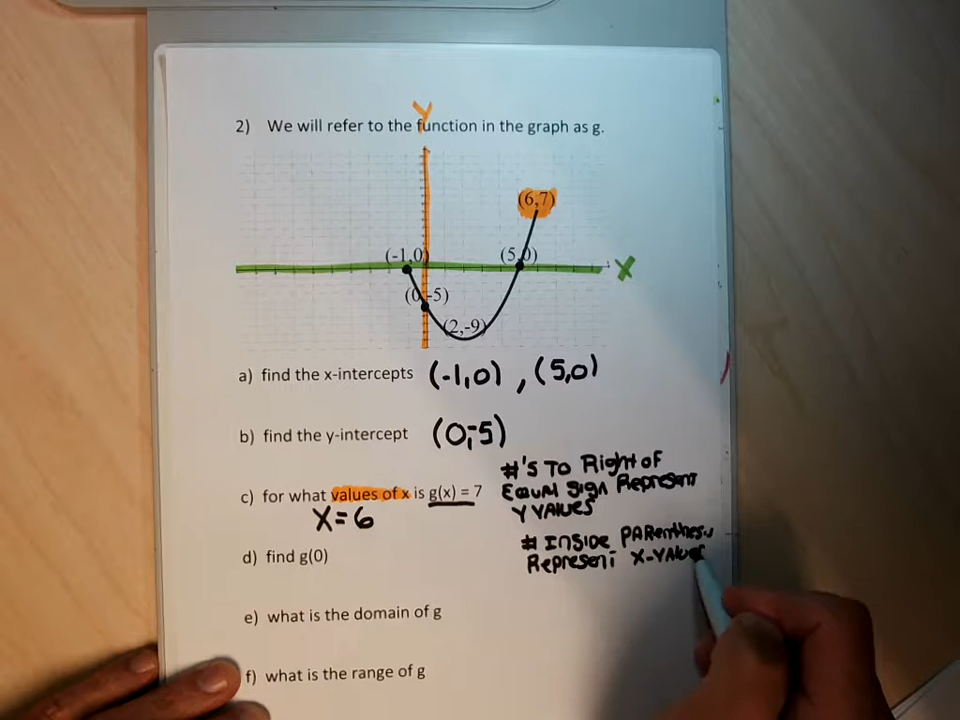 Y
2) We will refer to the function in the graph as g.
(6,7)
(-1,0) (5,0)
X
(0,-5)
(2,-9)
a) find the x-intercepts (-1,0) , (5,0)
b) find the y-intercept (0,-5)
#'s To Right of
Equal Sign Represent
Y VALUES
c) for what values of x is g(x) = 7
X=6
# Inside PARenthesis
Represent X-VAlues
d) find g(0)
e) what is the domain of g
f) what is the range of g